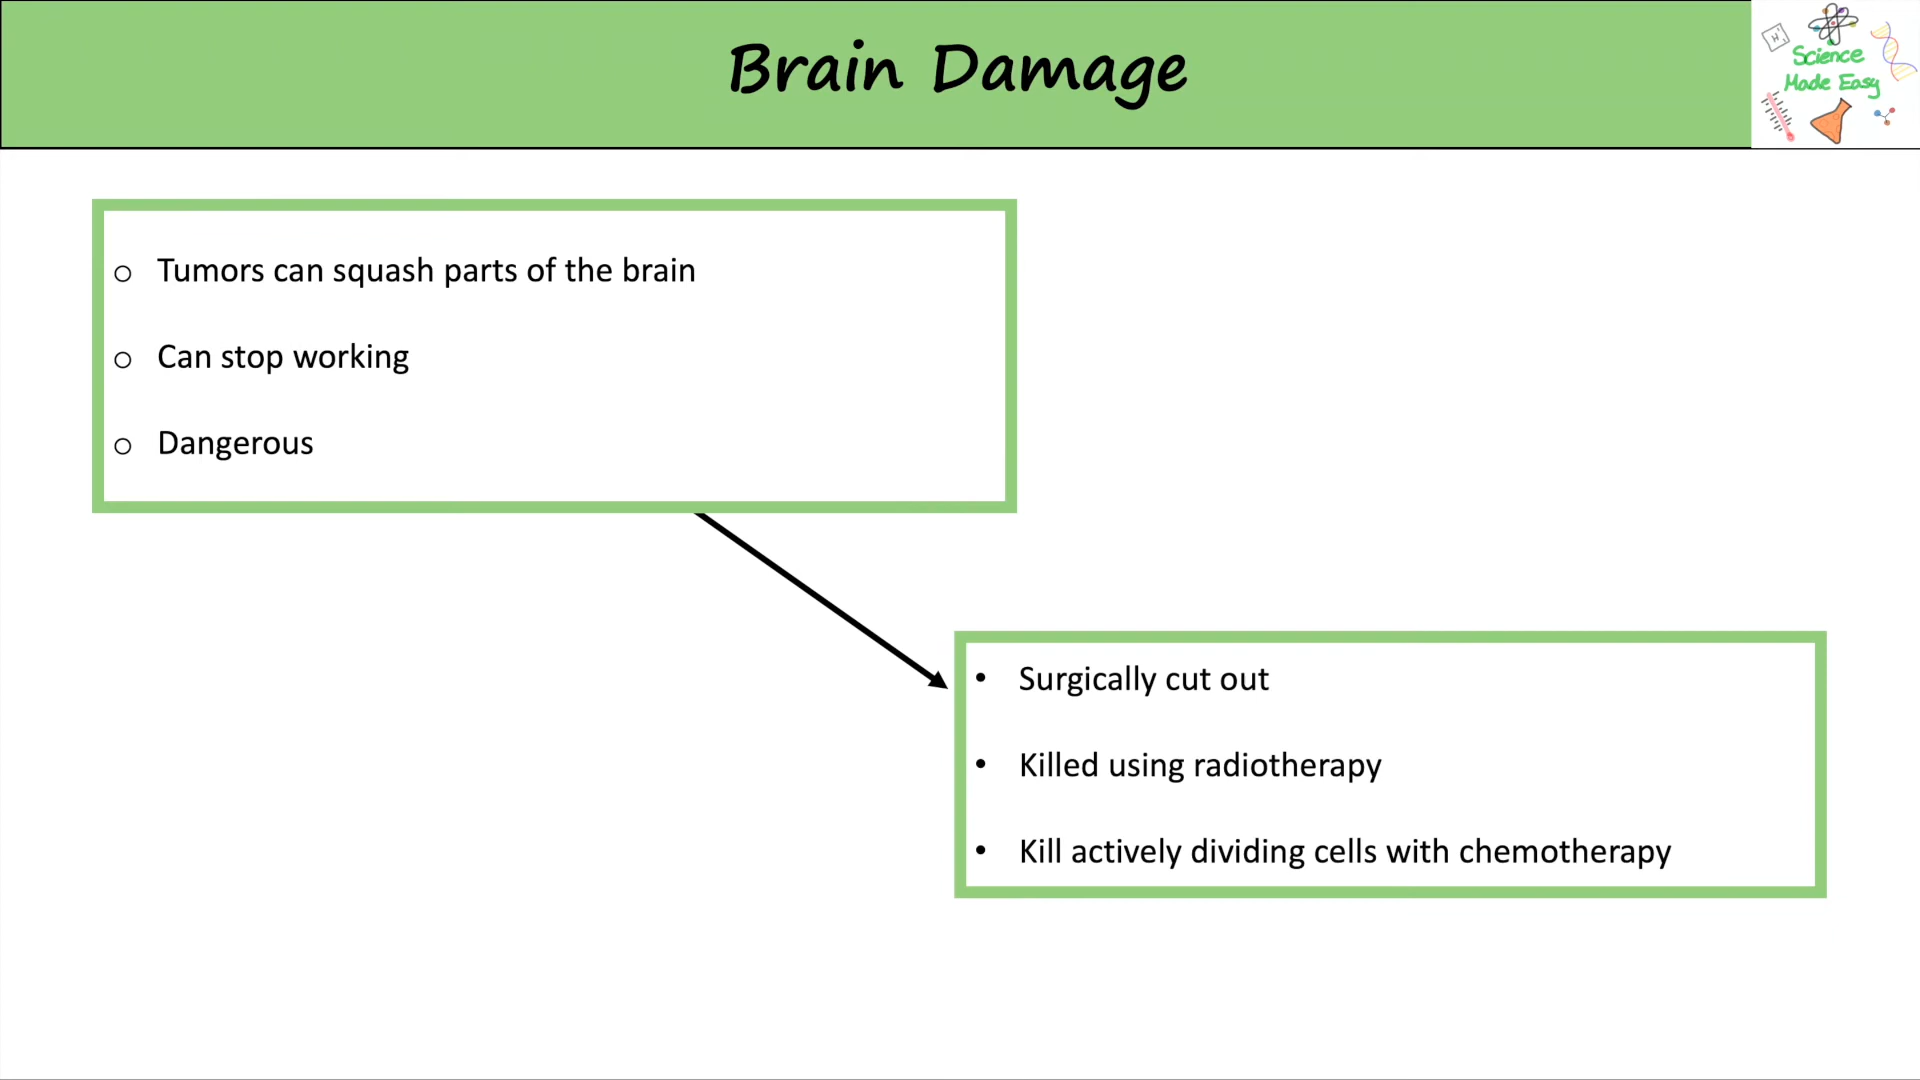 Brain Damage
Science
Made Easy
Tumors can squash parts of the brain
Can stop working
Dangerous
Surgically cut out
Killed using radiotherapy
Kill actively dividing cells with chemotherapy